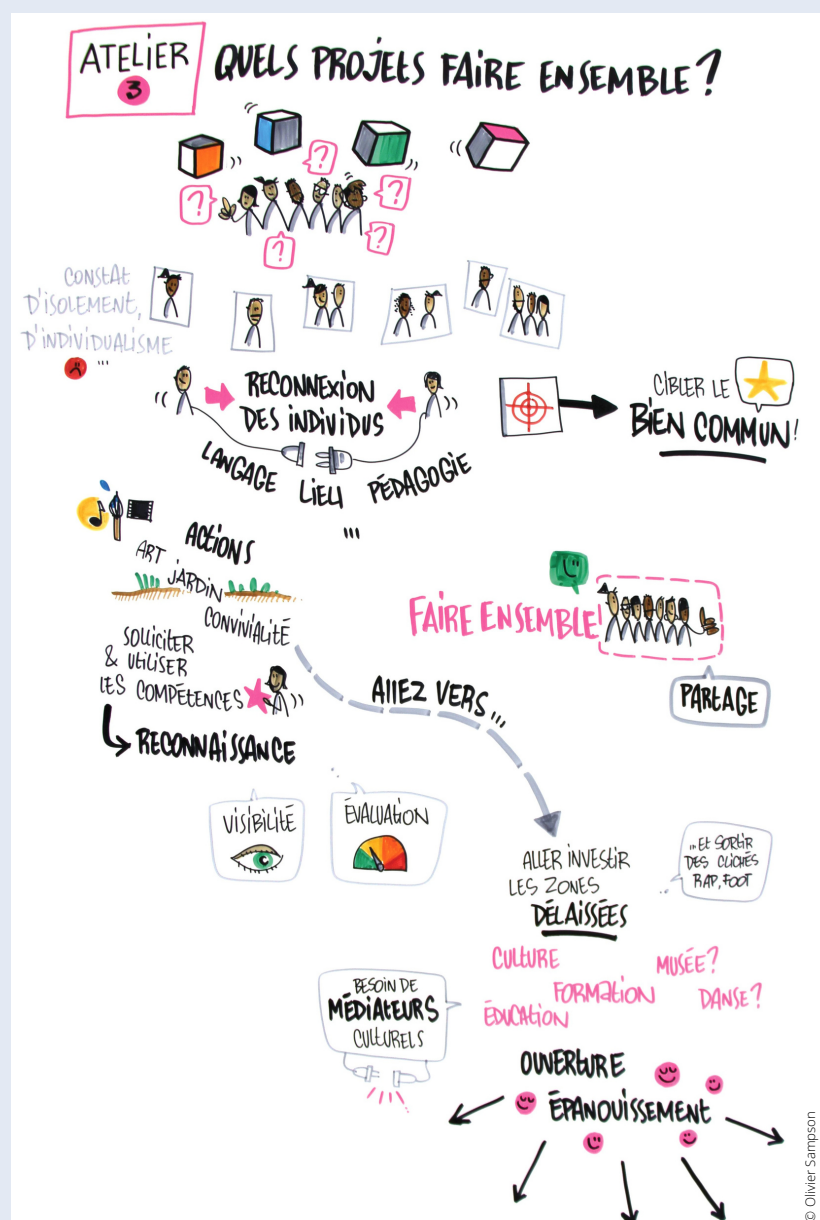 ATELIER
3
QUELS PROJETS FAIRE ENSEMBLE ?
?
?
?
?
?
CONSTAT
D'ISOLEMENT,
D'INDIVIDUALISME
...
RECONNEXION
DES INDIVIDUS
LANGAGE LIEU PÉDAGOGIE
...
CIBLER LE
BIEN COMMUN !
ACTIONS
ART
JARDIN
CONVIVIALITÉ
SOLLICITER
& UTILISER
LES COMPÉTENCES
RECONNAISSANCE
FAIRE ENSEMBLE !
PARTAGE
ALLEZ VERS...
VISIBILITÉ
ÉVALUATION
ALLER INVESTIR
LES ZONES
DÉLAISSÉES
...ET SORTIR
DES CLICHÉS
RAP, FOOT
CULTURE
MUSÉE ?
FORMATION
DANSE ?
ÉDUCATION
BESOIN DE
MÉDIATEURS
CULTURELS
OUVERTURE
ÉPANOUISSEMENT
© Olivier Sampson